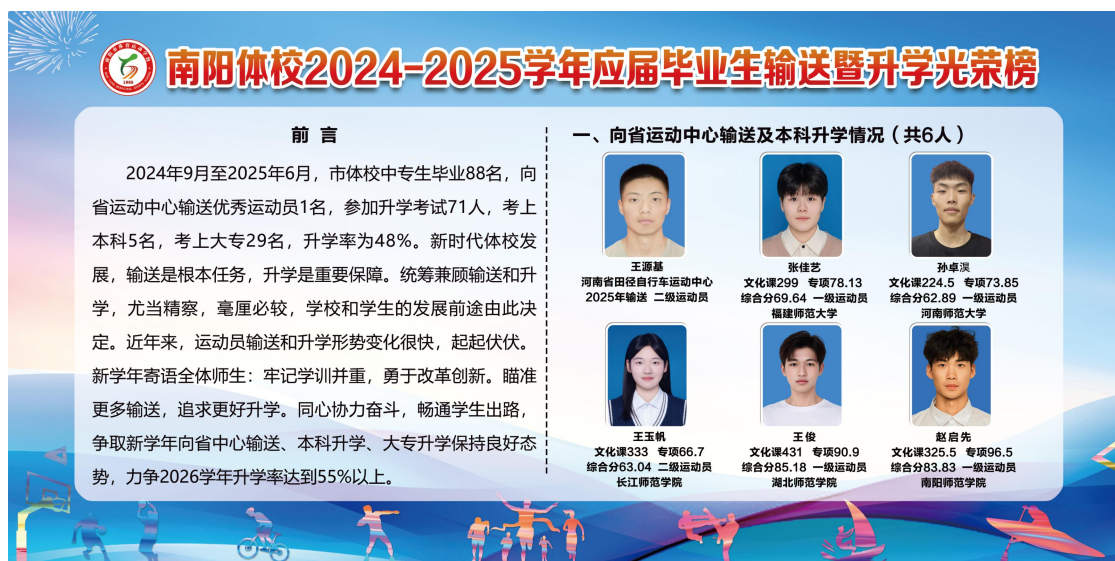 南阳体校2024-2025学年应届毕业生输送暨升学光荣榜
前 言
2024年9月至2025年6月，市体校中专生毕业88名，向
省运动中心输送优秀运动员1名，参加升学考试71人，考上
本科5名，考上大专29名，升学率为48%。新时代体校发
展，输送是根本任务，升学是重要保障。统筹兼顾输送和升
学，尤当精察，毫厘必较，学校和学生的发展前途由此决
定。近年来，运动员输送和升学形势变化很快，起起伏伏。
新学年寄语全体师生：牢记学训并重，勇于改革创新。瞄准
更多输送，追求更好升学。同心协力奋斗，畅通学生出路，
争取新学年向省中心输送、本科升学、大专升学保持良好态
势，力争2026学年升学率达到55%以上。
一、向省运动中心输送及本科升学情况（共6人）
王源基
河南省田径自行车运动中心
2025年输送 二级运动员
张佳艺
文化课299 专项78.13
综合分69.64 一级运动员
福建师范大学
孙卓淏
文化课224.5 专项73.85
综合分62.89 一级运动员
河南师范大学
王玉帆
文化课333 专项66.7
综合分63.04 二级运动员
长江师范学院
王俊
文化课431 专项90.9
综合分85.18 一级运动员
湖北师范学院
赵启先
文化课325.5 专项96.5
综合分83.83 一级运动员
南阳师范学院